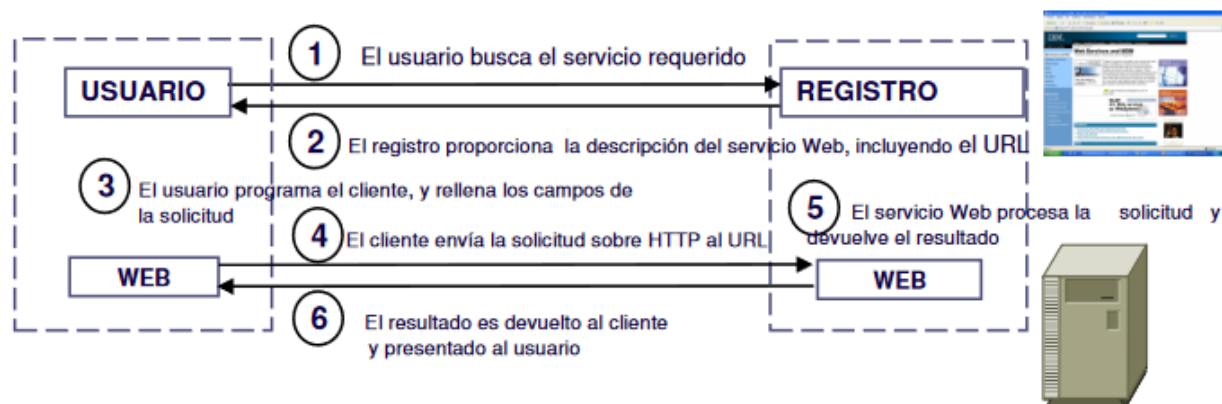 1
El usuario busca el servicio requerido
USUARIO
REGISTRO
2
El registro proporciona la descripción del servicio Web, incluyendo el URL
3
El usuario programa el cliente, y rellena los campos de
la solicitud
4
El cliente envía la solicitud sobre HTTP al URL
5
El servicio Web procesa la solicitud y
devuelve el resultado
WEB
WEB
6
El resultado es devuelto al cliente
y presentado al usuario